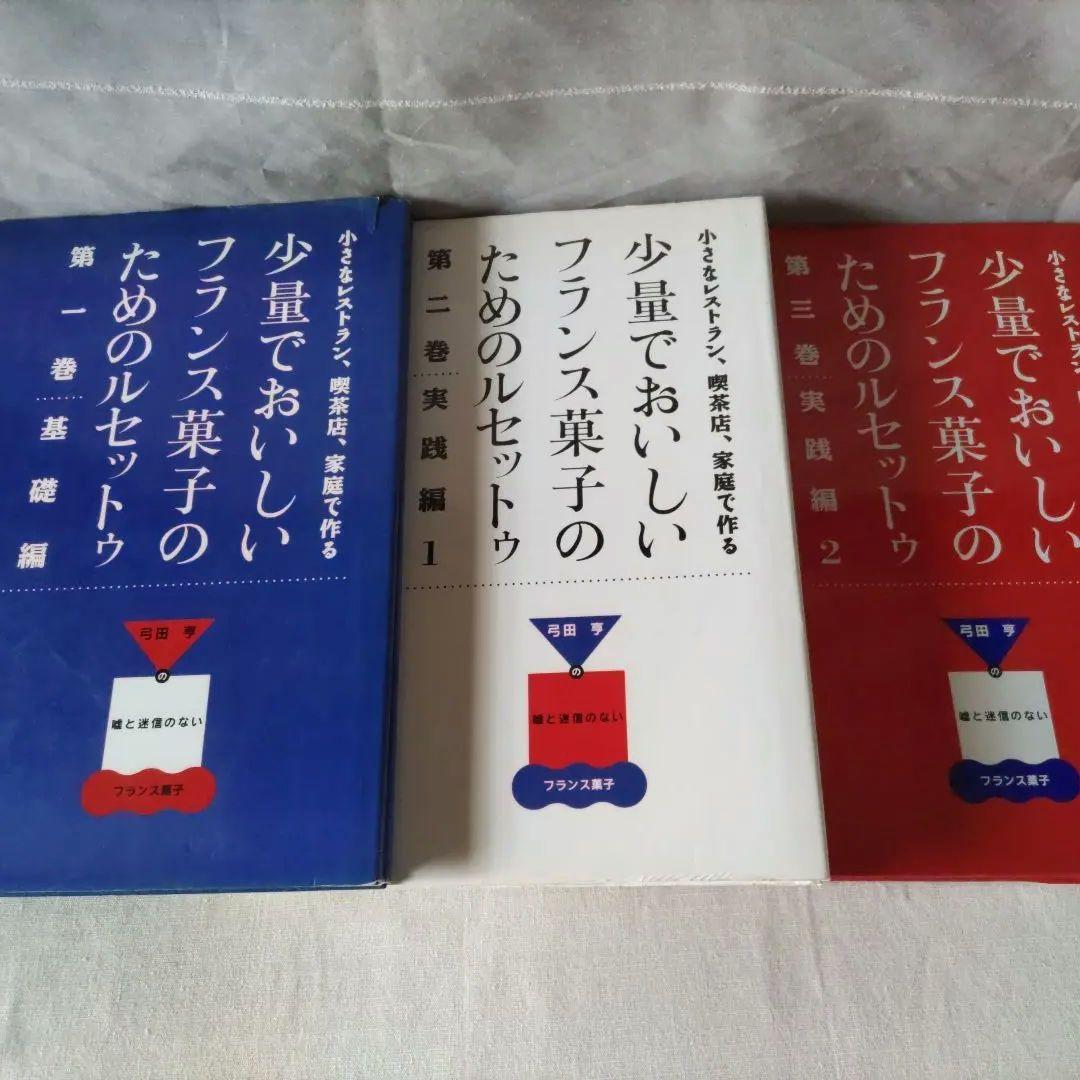 小さなレストラン、喫茶店、家庭で作る
少量でおいしい
フランス菓子の
ためのルセットゥ
第一巻 基礎編
弓田 亨
の
嘘と迷信のない
フランス菓子
小さなレストラン、喫茶店、家庭で作る
少量でおいしい
フランス菓子の
ためのルセットゥ
第二巻 実践編 1
弓田 亨
の
嘘と迷信のない
フランス菓子
小さなレストラン
少量でおいしい
フランス菓子の
ためのルセットゥ
第三巻 実践編 2
弓田 亨
の
嘘と迷信のない
フランス菓子